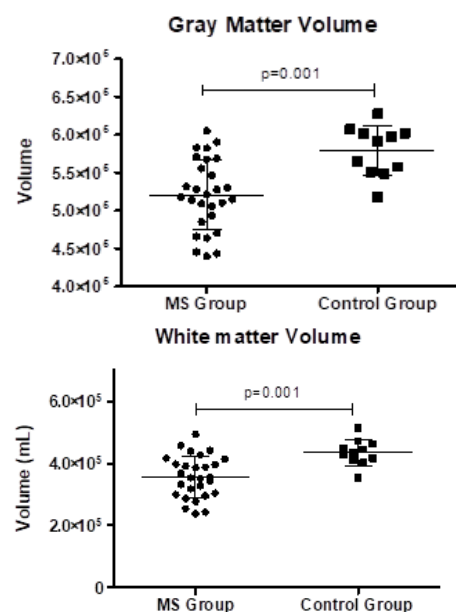 Gray Matter Volume
7.0×10⁵
6.5×10⁵
6.0×10⁵
5.5×10⁵
5.0×10⁵
4.5×10⁵
4.0×10⁵
Volume
p=0.001
MS Group Control Group
White matter Volume
6.0×10⁵
4.0×10⁵
2.0×10⁵
0
Volume (mL)
p=0.001
MS Group Control Group